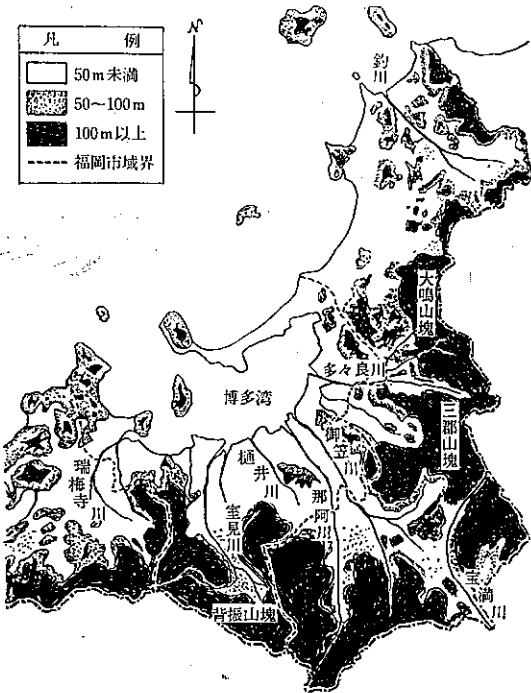 凡 例
50m未満
50～100m
100m以上
福岡市域界
N
釣川
犬鳴山塊
多々良川
博多湾
三郡山塊
御笠川
樋井川
瑞梅寺川
室見川
那阿川
宝満川
背振山塊